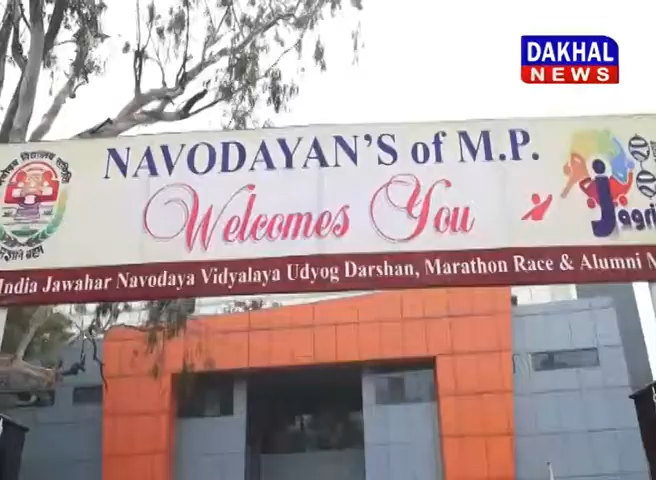 DAKHAL
NEWS
NAVODAYAN'S of M.P.
Welcomes You
India Jawahar Navodaya Vidyalaya Udyog Darshan, Marathon Race & Alumni